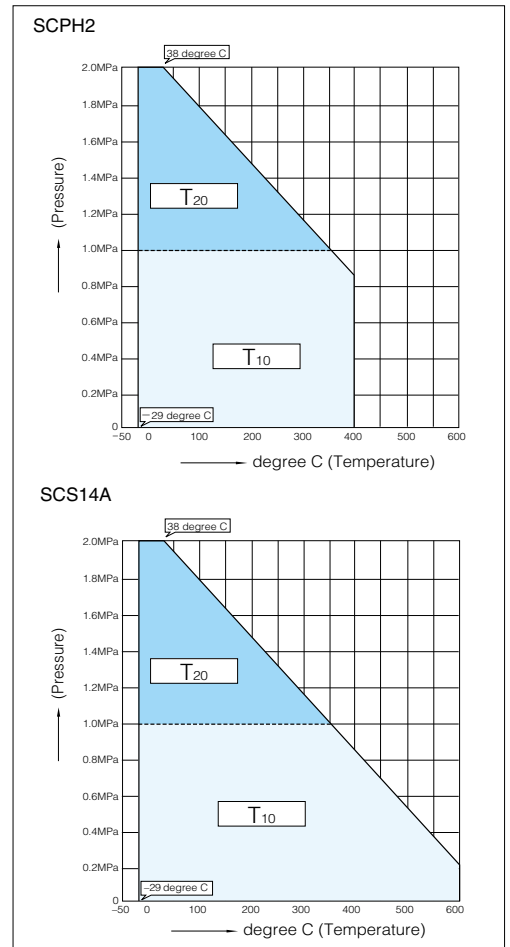 SCPH2
38 degree C
2.0MPa
1.8MPa
1.6MPa
1.4MPa
1.2MPa
1.0MPa
0.8MPa
0.6MPa
0.4MPa
0.2MPa
0
(Pressure)
T20
T10
−29 degree C
−50 0 100 200 300 400 500 600
degree C (Temperature)
SCS14A
38 degree C
2.0MPa
1.8MPa
1.6MPa
1.4MPa
1.2MPa
1.0MPa
0.8MPa
0.6MPa
0.4MPa
0.2MPa
0
(Pressure)
T20
T10
−29 degree C
−50 0 100 200 300 400 500 600
degree C (Temperature)